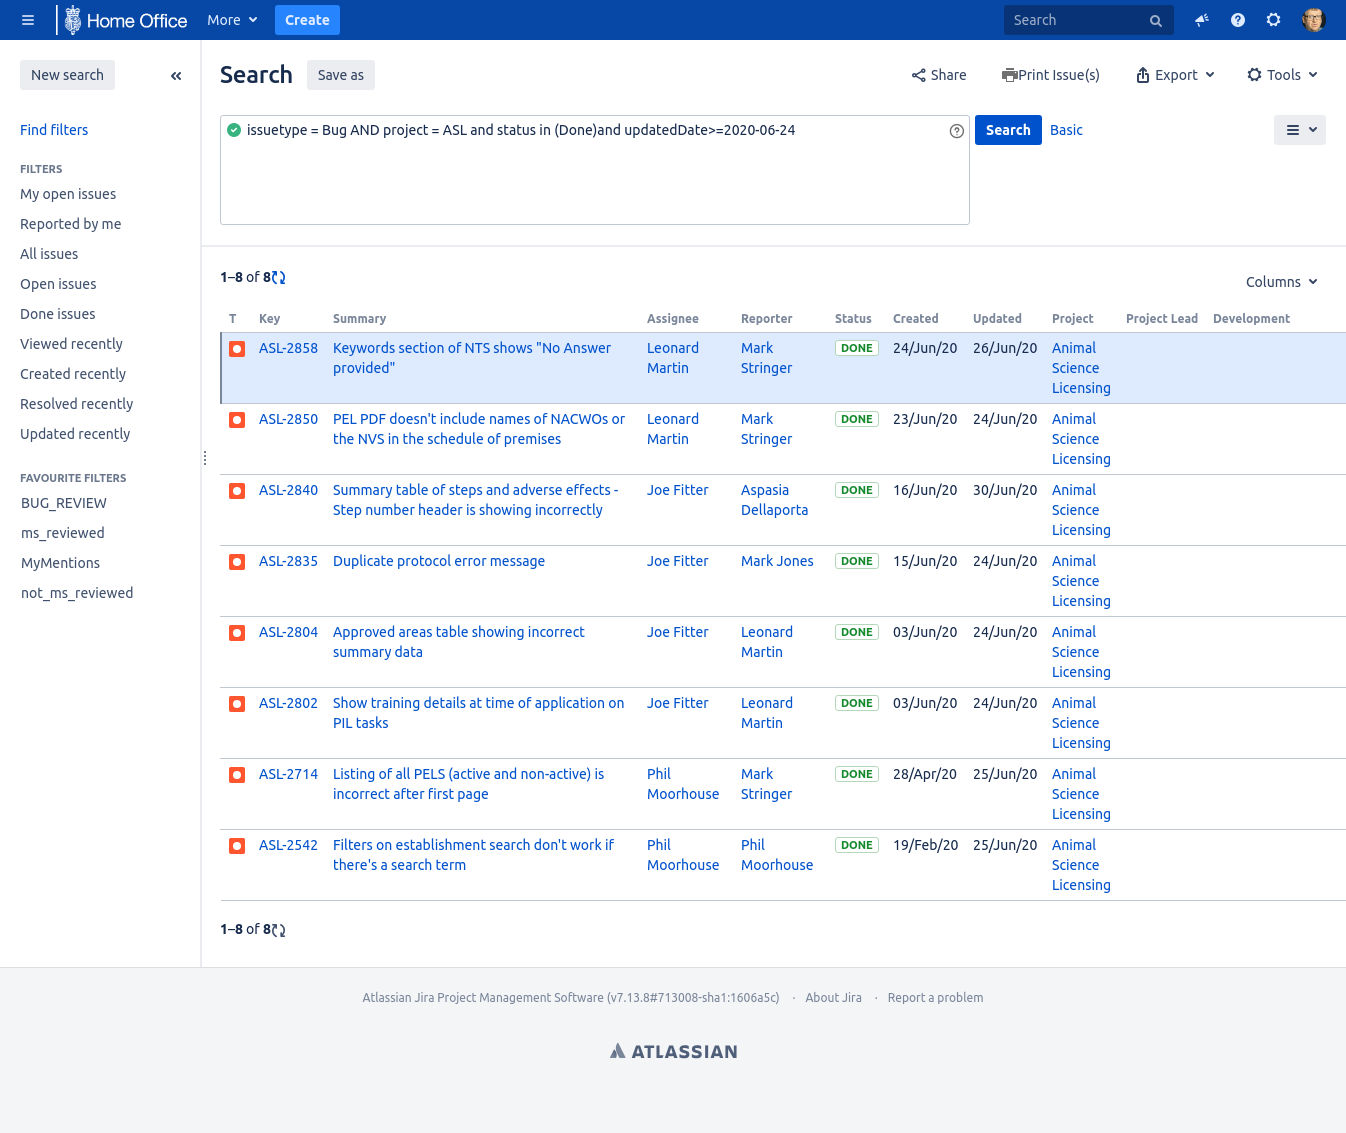 Home Office More Create Search
New search
Search Save as Share Print Issue(s) Export Tools
Find filters
issuetype = Bug AND project = ASL and status in (Done)and updatedDate>=2020-06-24 Search Basic
FILTERS
My open issues
Reported by me
All issues
Open issues
Done issues
Viewed recently
Created recently
Resolved recently
Updated recently
FAVOURITE FILTERS
BUG_REVIEW
ms_reviewed
MyMentions
not_ms_reviewed
1–8 of 8
Columns
T Key Summary Assignee Reporter Status Created Updated Project Project Lead Development
ASL-2858 Keywords section of NTS shows "No Answer Leonard Mark DONE 24/Jun/20 26/Jun/20 Animal
provided" Martin Stringer Science
Licensing
ASL-2850 PEL PDF doesn't include names of NACWOs or Leonard Mark DONE 23/Jun/20 24/Jun/20 Animal
the NVS in the schedule of premises Martin Stringer Science
Licensing
ASL-2840 Summary table of steps and adverse effects - Joe Fitter Aspasia DONE 16/Jun/20 30/Jun/20 Animal
Step number header is showing incorrectly Dellaporta Science
Licensing
ASL-2835 Duplicate protocol error message Joe Fitter Mark Jones DONE 15/Jun/20 24/Jun/20 Animal
Science
Licensing
ASL-2804 Approved areas table showing incorrect Joe Fitter Leonard DONE 03/Jun/20 24/Jun/20 Animal
summary data Martin Science
Licensing
ASL-2802 Show training details at time of application on Joe Fitter Leonard DONE 03/Jun/20 24/Jun/20 Animal
PIL tasks Martin Science
Licensing
ASL-2714 Listing of all PELS (active and non-active) is Phil Mark DONE 28/Apr/20 25/Jun/20 Animal
incorrect after first page Moorhouse Stringer Science
Licensing
ASL-2542 Filters on establishment search don't work if Phil Phil DONE 19/Feb/20 25/Jun/20 Animal
there's a search term Moorhouse Moorhouse Science
Licensing
1–8 of 8
Atlassian Jira Project Management Software (v7.13.8#713008-sha1:1606a5c) · About Jira · Report a problem
ATLASSIAN